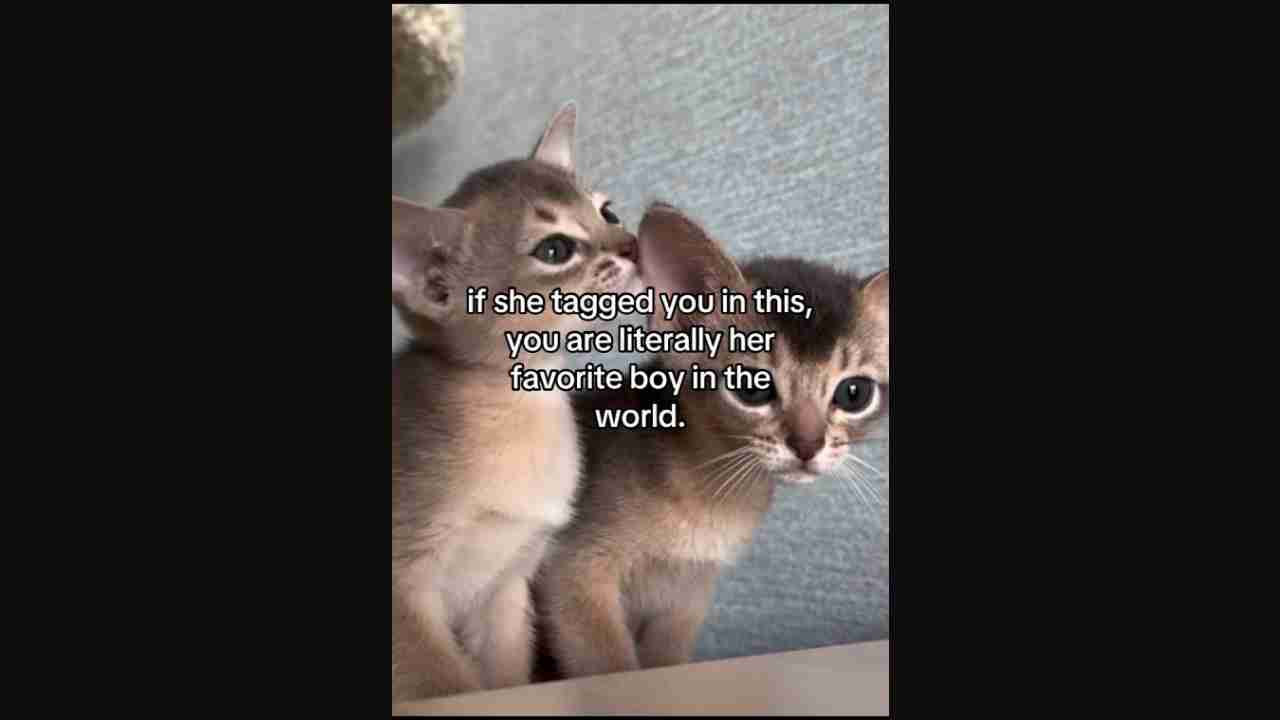 if she tagged you in this,
you are literally her
favorite boy in the
world.